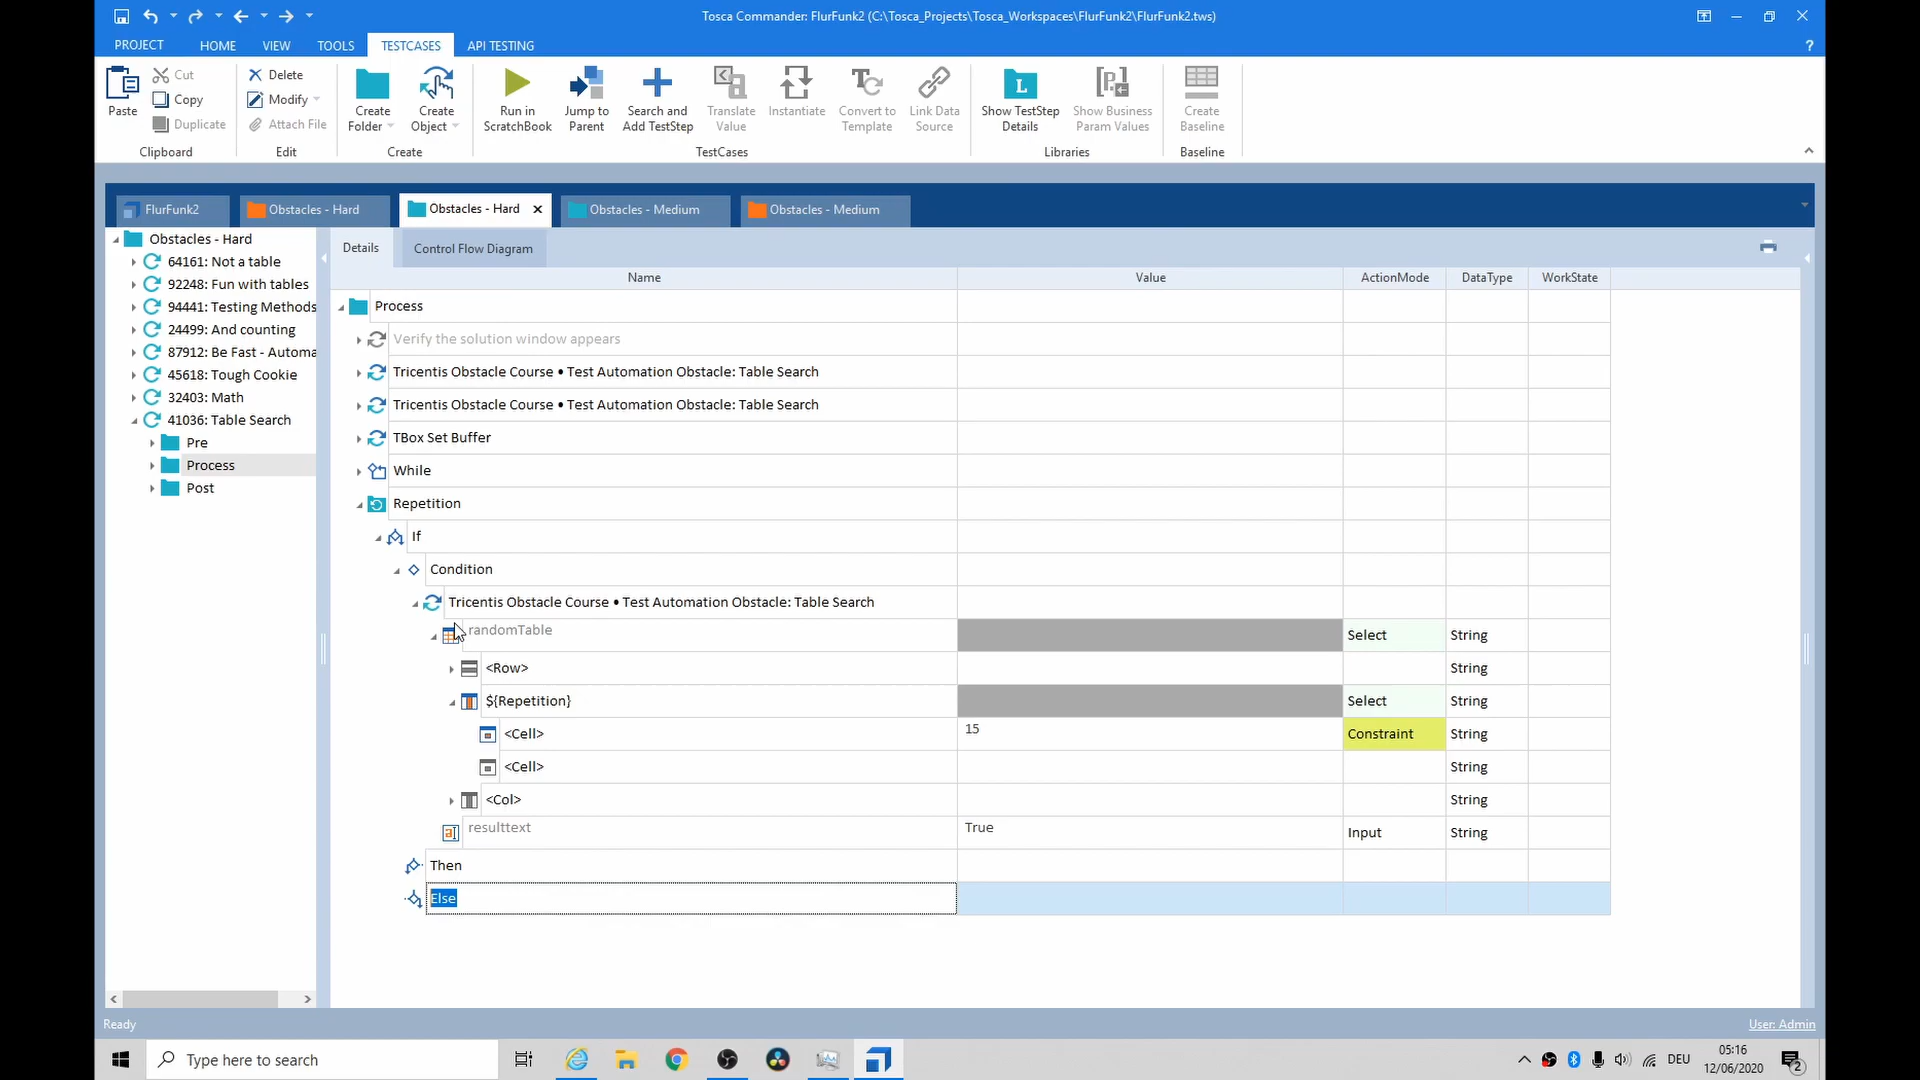 Tosca Commander: FlurFunk2 (C:\Tosca_Projects\Tosca_Workspaces\FlurFunk2\FlurFunk2.tws)
PROJECT HOME VIEW TOOLS TESTCASES API TESTING
?
Paste
Cut
Copy
Duplicate
Clipboard
Delete
Modify
Attach File
Edit
Create Folder
Create Object
Create
Run in ScratchBook
Jump to Parent
Search and Add TestStep
Translate Value
Instantiate
Convert to Template
Link Data Source
TestCases
Show TestStep Details
Show Business Param Values
Libraries
Create Baseline
Baseline
FlurFunk2
Obstacles - Hard
Obstacles - Hard
Obstacles - Medium
Obstacles - Medium
Obstacles - Hard
64161: Not a table
92248: Fun with tables
94441: Testing Methods
24499: And counting
87912: Be Fast - Automa
45618: Tough Cookie
32403: Math
41036: Table Search
Pre
Process
Post
Details Control Flow Diagram
Name Value ActionMode DataType WorkState
Process
Verify the solution window appears
Tricentis Obstacle Course • Test Automation Obstacle: Table Search
Tricentis Obstacle Course • Test Automation Obstacle: Table Search
TBox Set Buffer
While
Repetition
If
Condition
Tricentis Obstacle Course • Test Automation Obstacle: Table Search
randomTable Select String
<Row> String
${Repetition} Select String
<Cell> 15 Constraint String
<Cell> String
<Col> String
resulttext True Input String
Then
Else
Ready
User: Admin
Type here to search
DEU
05:16
12/06/2020
2